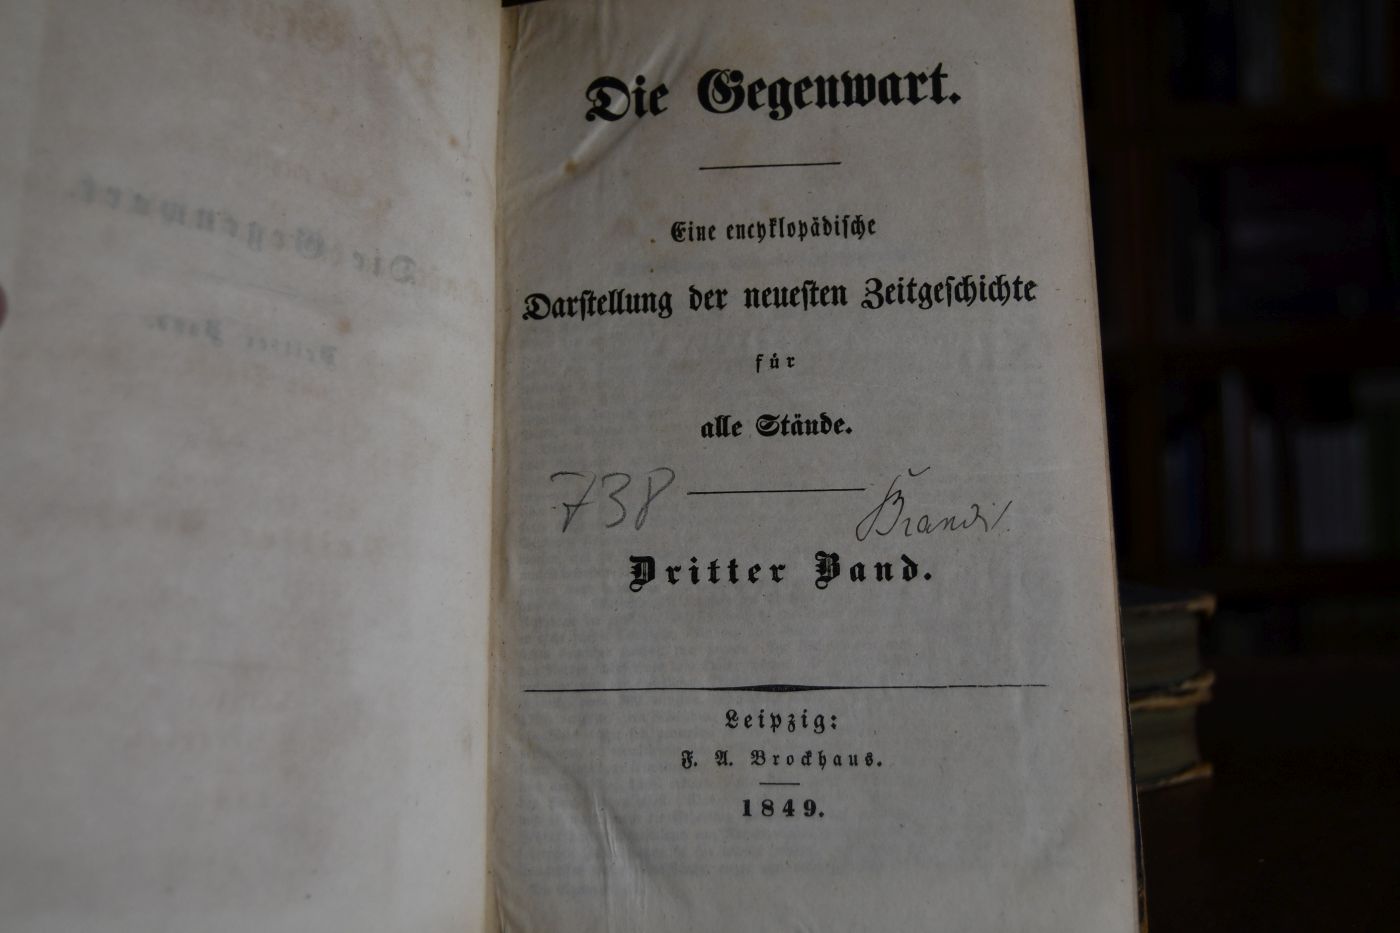 Die Gegenwart.
Eine encyklopädische
Darstellung der neuesten Zeitgeschichte
für
alle Stände.
738
Dritter Band.
Leipzig:
F. A. Brockhaus.
1849.